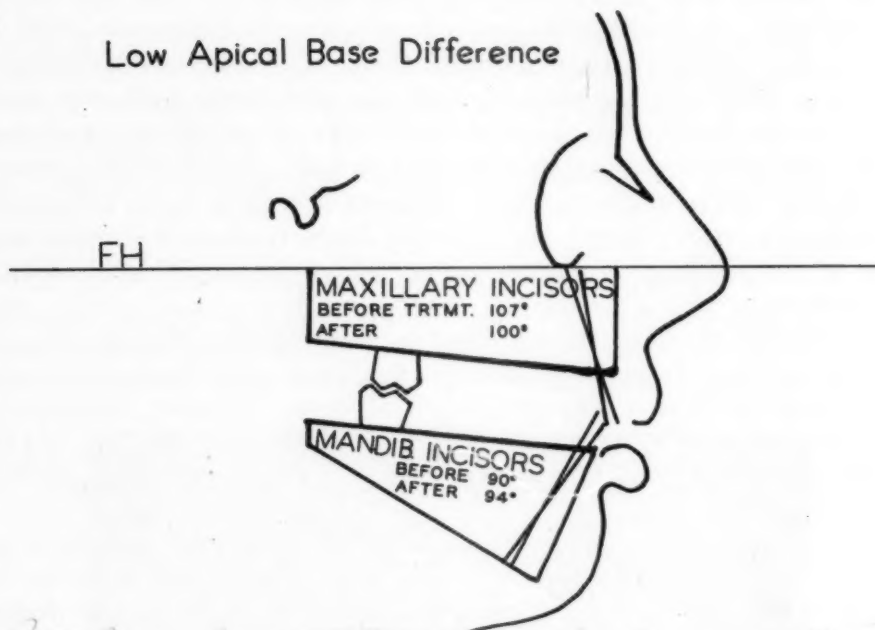 Low Apical Base Difference
FH
MAXILLARY INCISORS
BEFORE TRTMT. 107°
AFTER 100°
MANDIB. INCISORS
BEFORE 90°
AFTER 94°